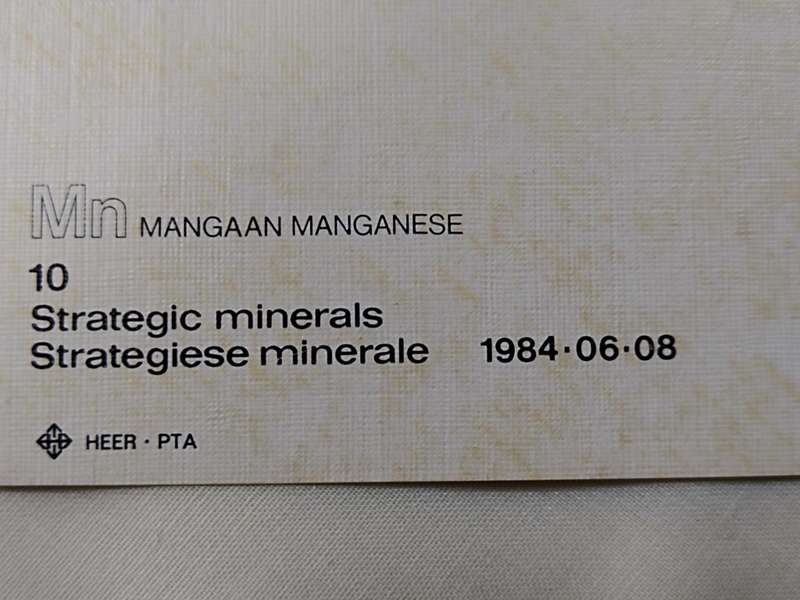 Mn MANGAAN MANGANESE
10
Strategic minerals
Strategiese minerale 1984·06·08
HEER · PTA